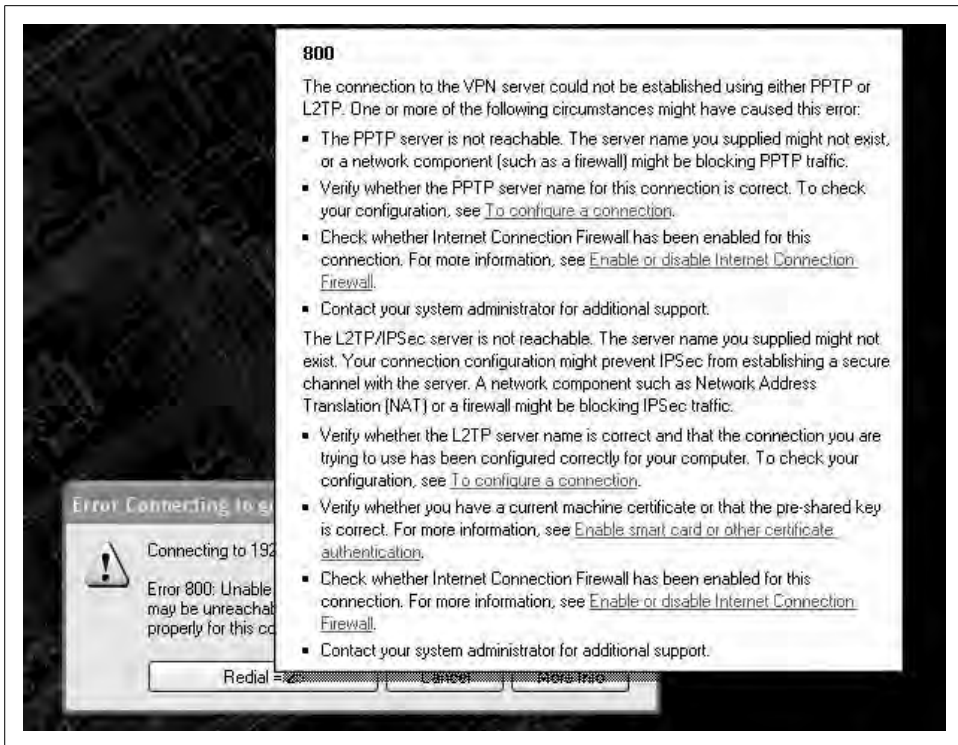 800
The connection to the VPN server could not be established using either PPTP or
L2TP. One or more of the following circumstances might have caused this error:
▪ The PPTP server is not reachable. The server name you supplied might not exist,
or a network component (such as a firewall) might be blocking PPTP traffic.
▪ Verify whether the PPTP server name for this connection is correct. To check
your configuration, see To configure a connection.
▪ Check whether Internet Connection Firewall has been enabled for this
connection. For more information, see Enable or disable Internet Connection
Firewall.
▪ Contact your system administrator for additional support.
The L2TP/IPSec server is not reachable. The server name you supplied might not
exist. Your connection configuration might prevent IPSec from establishing a secure
channel with the server. A network component such as Network Address
Translation (NAT) or a firewall might be blocking IPSec traffic.
▪ Verify whether the L2TP server name is correct and that the connection you are
trying to use has been configured correctly for your computer. To check your
configuration, see To configure a connection.
▪ Verify whether you have a current machine certificate or that the pre-shared key
is correct. For more information, see Enable smart card or other certificate
authentication.
▪ Check whether Internet Connection Firewall has been enabled for this
connection. For more information, see Enable or disable Internet Connection
Firewall.
▪ Contact your system administrator for additional support.
Error Connecting to
Connecting to 192
Error 800: Unable
may be
properly for this
Redial =
Cancel
More Info